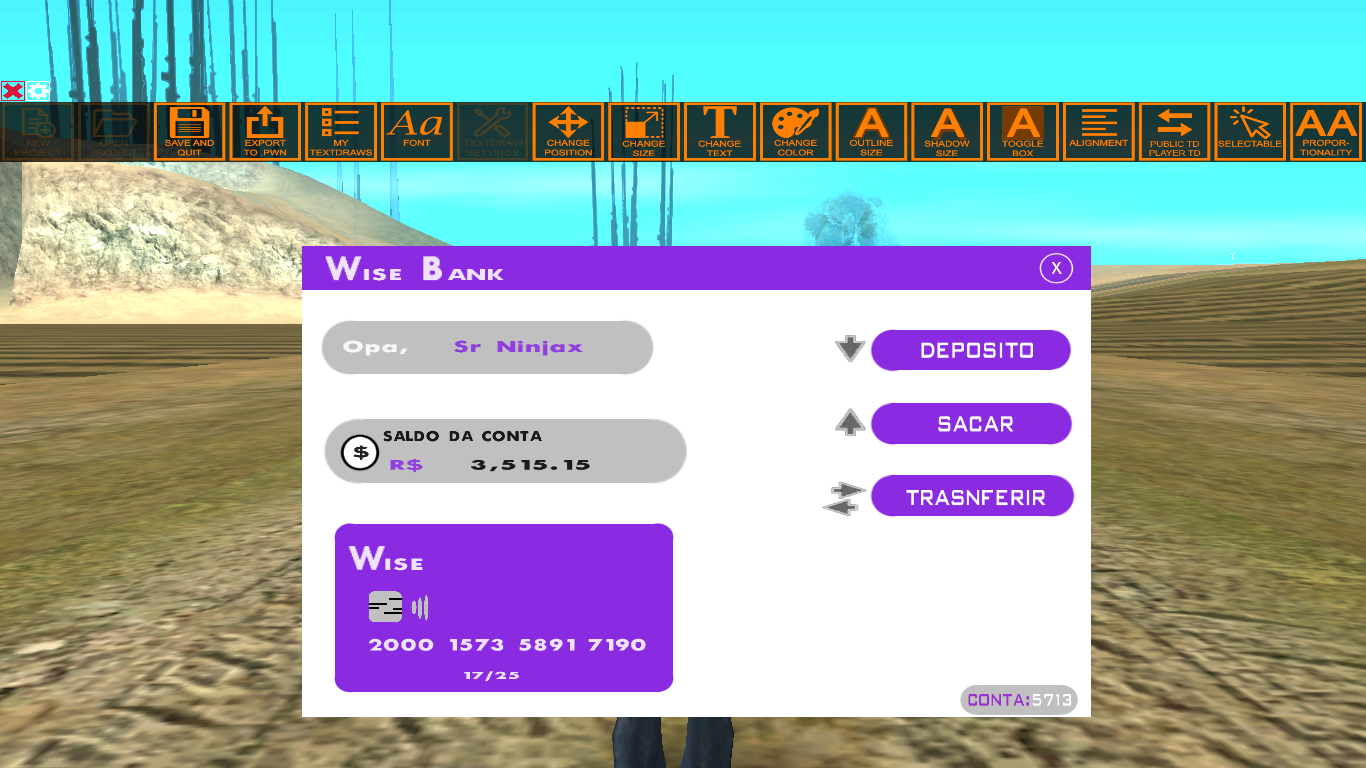 NEW PROJECT
OPEN PROJECT
SAVE AND QUIT
EXPORT TO .PWN
MY TEXTDRAWS
Aa
FONT
TEXTDRAW SETTINGS
CHANGE POSITION
CHANGE SIZE
T
CHANGE TEXT
CHANGE COLOR
A
OUTLINE SIZE
A
SHADOW SIZE
A
TOGGLE BOX
ALIGNMENT
PUBLIC TD PLAYER TD
SELECTABLE
AA
PROPOR-TIONALITY
Wise Bank
X
Opa, Sr Ninjax
DEPOSITO
SALDO DA CONTA
$
R$ 3,515.15
SACAR
TRASNFERIR
Wise
2000 1573 5891 7190
17/25
CONTA:5713